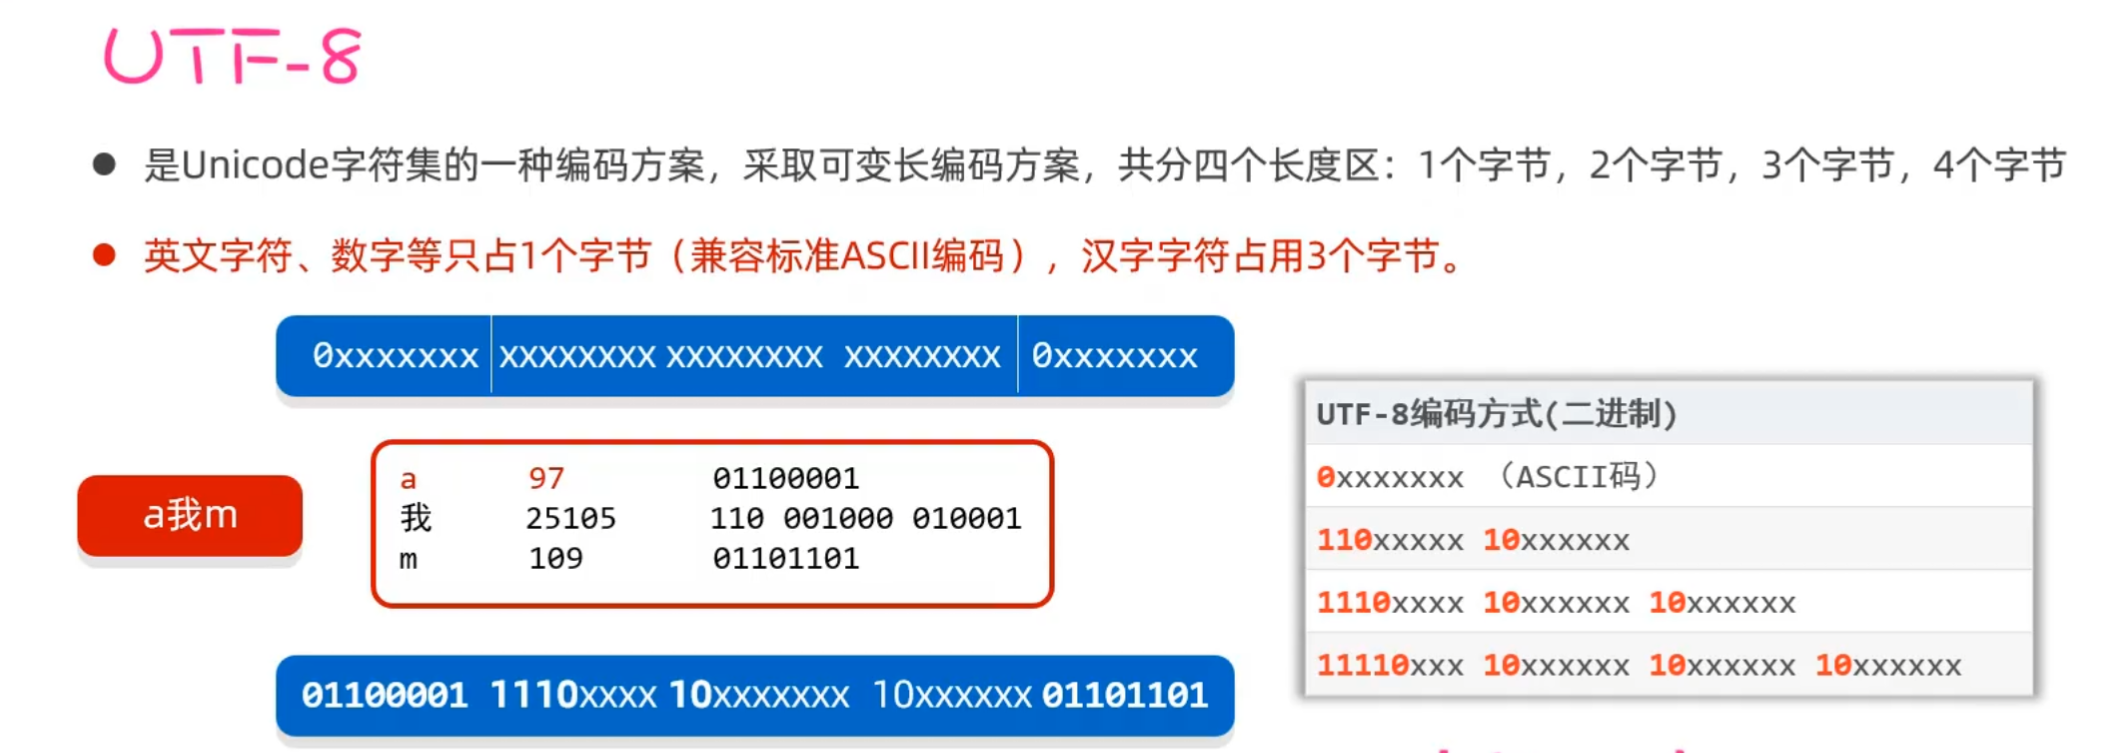 UTF-8
● 是Unicode字符集的一种编码方案，采取可变长编码方案，共分四个长度区：1个字节，2个字节，3个字节，4个字节
● 英文字符、数字等只占1个字节（兼容标准ASCII编码），汉字字符占用3个字节。
0xxxxxxx xxxxxxxx xxxxxxxx xxxxxxxx 0xxxxxxx
a我m
a 97 01100001
我 25105 110 001000 010001
m 109 01101101
01100001 1110xxxx 10xxxxxxx 10xxxxxx 01101101
UTF-8编码方式(二进制)
0xxxxxxx （ASCII码）
110xxxxx 10xxxxxx
1110xxxx 10xxxxxx 10xxxxxx
11110xxx 10xxxxxx 10xxxxxx 10xxxxxx